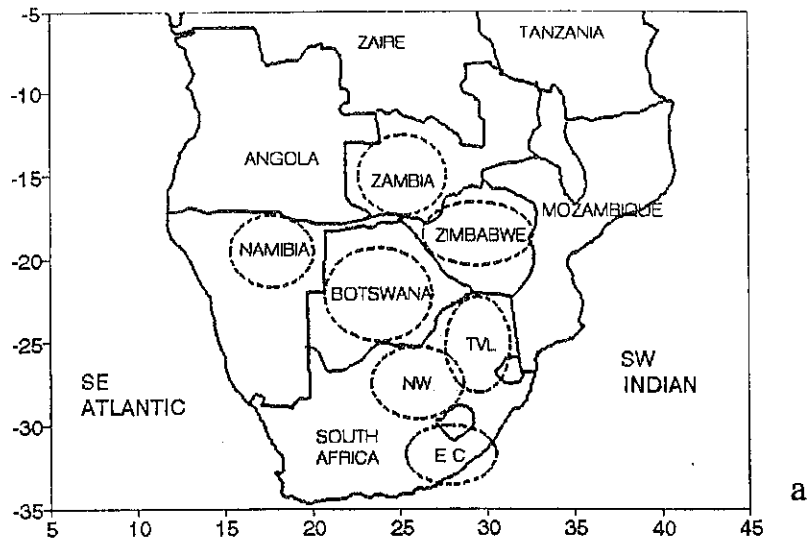 -5
ZAIRE
TANZANIA
-10
ANGOLA
-15
ZAMBIA
MOZAMBIQUE
ZIMBABWE
NAMIBIA
-20
BOTSWANA
-25
TVL.
SW
INDIAN
SE
ATLANTIC
NW.
-30
SOUTH
AFRICA
E C
-35
a
5 10 15 20 25 30 35 40 45